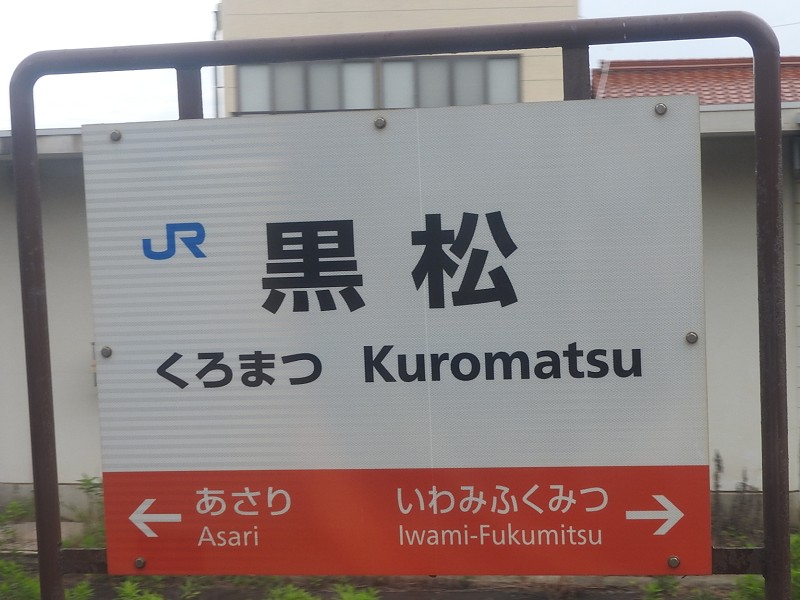 JR 黒松
くろまつ Kuromatsu
あさり いわみふくみつ
Asari Iwami-Fukumitsu